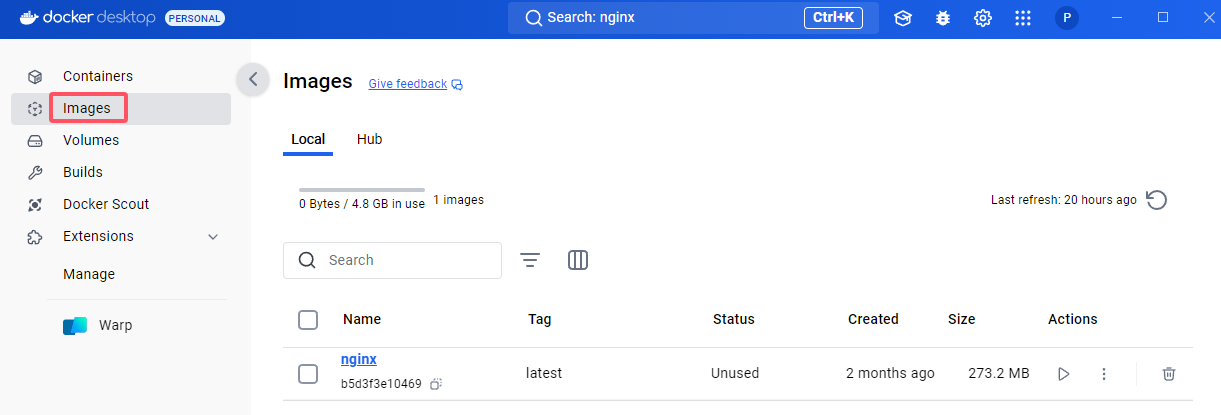 docker desktop PERSONAL Search: nginx Ctrl+K P
Containers
Images
Volumes
Builds
Docker Scout
Extensions
Manage
Warp
Images Give feedback
Local Hub
0 Bytes / 4.8 GB in use 1 images Last refresh: 20 hours ago
Search
Name Tag Status Created Size Actions
nginx latest Unused 2 months ago 273.2 MB
b5d3f3e10469